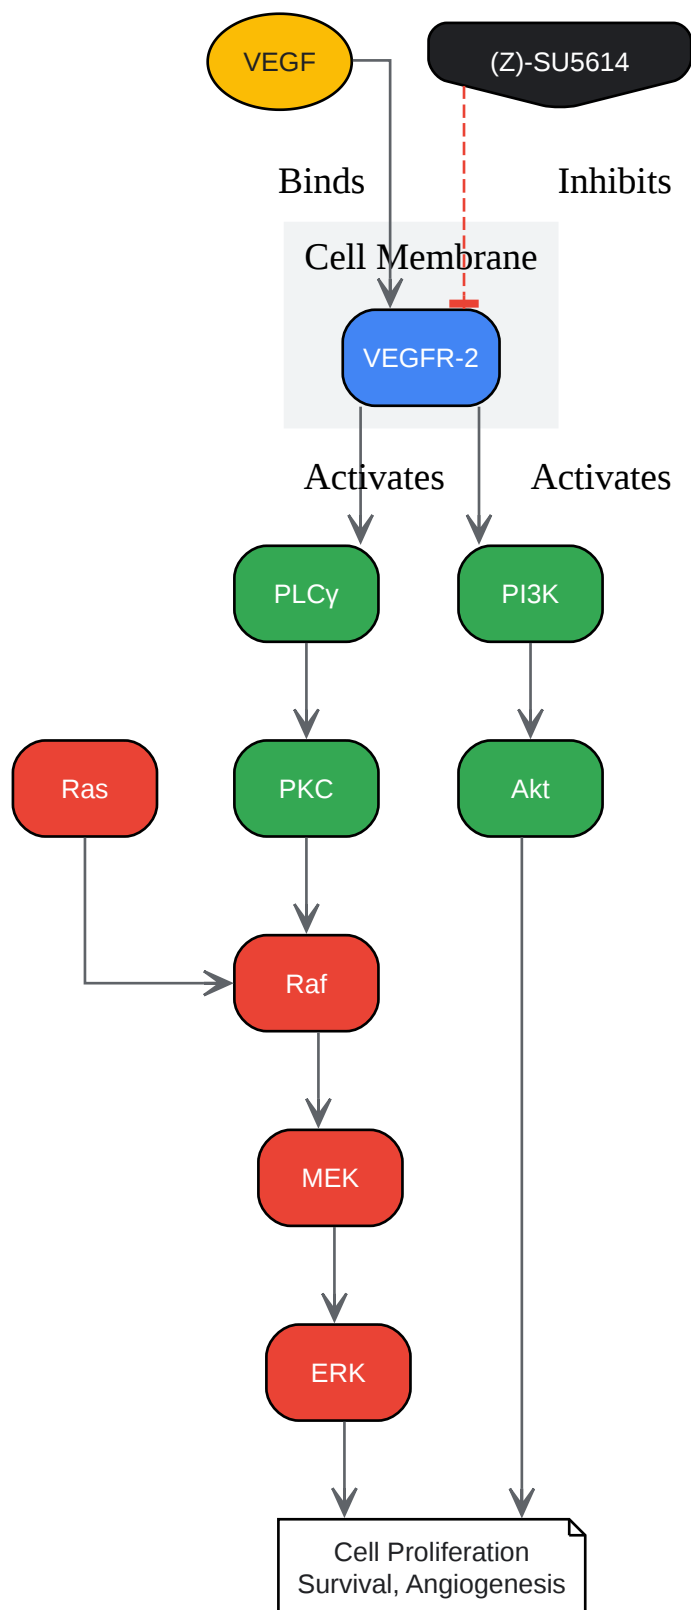 VEGF
(Z)-SU5614
Binds
Inhibits
Cell Membrane
VEGFR-2
Activates
Activates
PLCγ
PI3K
Ras
PKC
Akt
Raf
MEK
ERK
Cell Proliferation
Survival, Angiogenesis